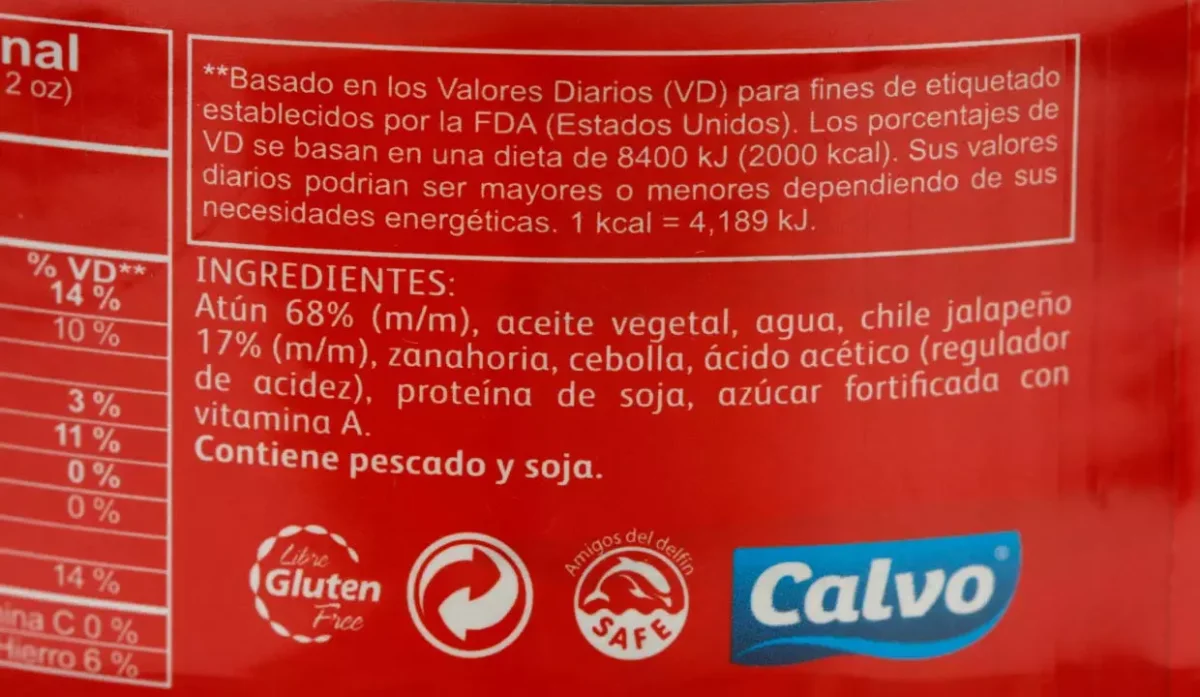 nal
2 oz)
% VD**
14 %
10 %
3 %
11 %
0 %
0 %
14 %
ina C 0 %
Hierro 6 %
**Basado en los Valores Diarios (VD) para fines de etiquetado
establecidos por la FDA (Estados Unidos). Los porcentajes de
VD se basan en una dieta de 8400 kJ (2000 kcal). Sus valores
diarios podrian ser mayores o menores dependiendo de sus
necesidades energéticas. 1 kcal = 4,189 kJ.
INGREDIENTES:
Atún 68% (m/m), aceite vegetal, agua, chile jalapeño
17% (m/m), zanahoria, cebolla, ácido acético (regulador
de acidez), proteína de soja, azúcar fortificada con
vitamina A.
Contiene pescado y soja.
Libre
Gluten
Free
Amigos del delfín
SAFE
Calvo®